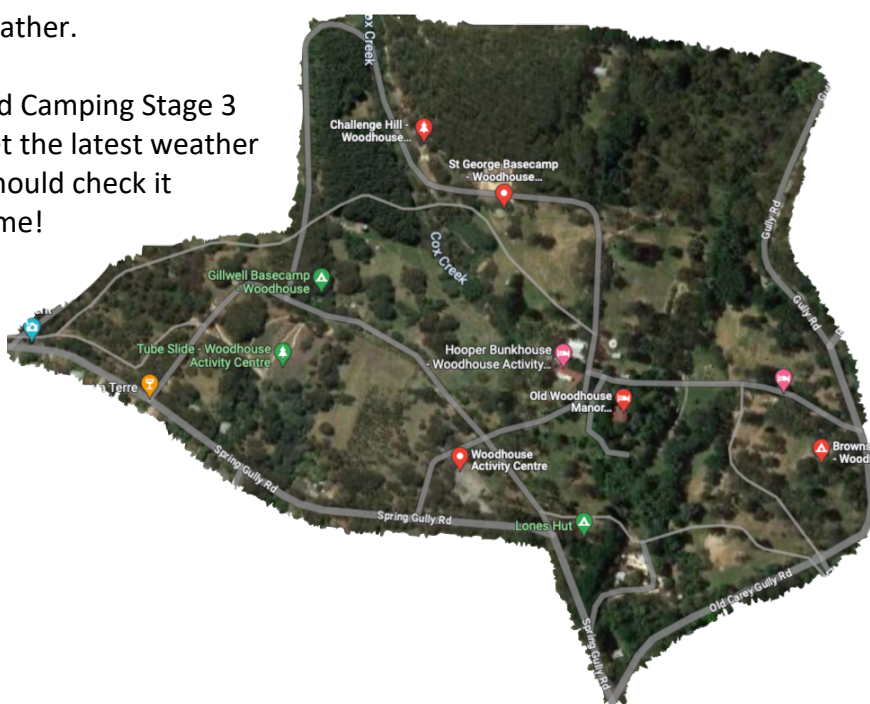 ather.
d Camping Stage 3
t the latest weather
hould check it
me!
Cox Creek
Challenge Hill -
Woodhouse...
St George Basecamp
- Woodhouse...
Gully Rd
Cox Creek
Gillwell Basecamp
- Woodhouse
Gully Rd
Tube Slide - Woodhouse
Activity Centre
Hooper Bunkhouse
- Woodhouse Activity...
Terre
Old Woodhouse
Manor...
Browns
- Wood
Woodhouse
Activity Centre
Spring Gully Rd
Spring Gully Rd
Lones Hut
Old Carey Gully Rd
Spring Gully Rd